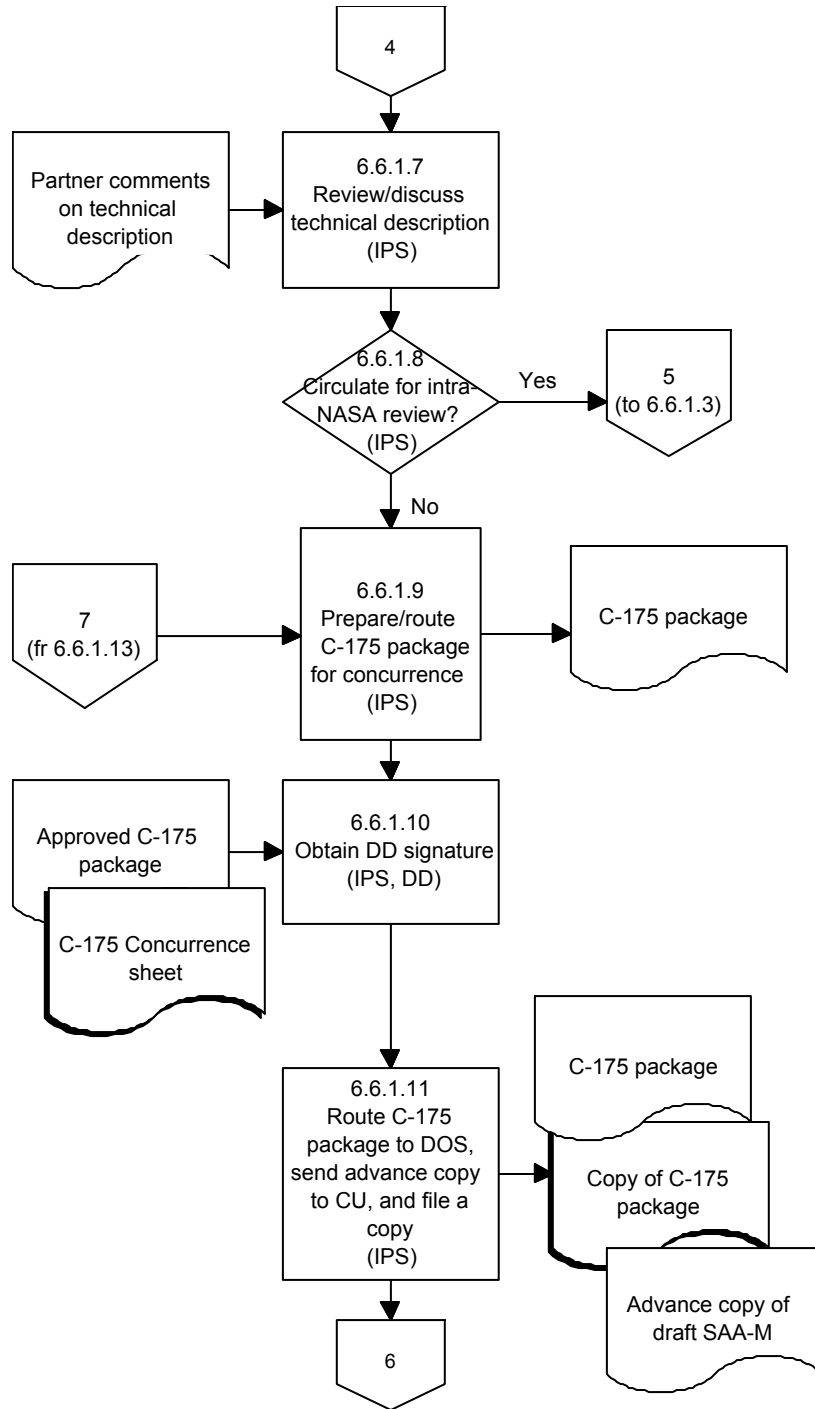 4
Partner comments
on technical
description
6.6.1.7
Review/discuss
technical description
(IPS)
6.6.1.8
Circulate for intra-
NASA review?
(IPS)
Yes
5
(to 6.6.1.3)
No
7
(fr 6.6.1.13)
6.6.1.9
Prepare/route
C-175 package
for concurrence
(IPS)
C-175 package
Approved C-175
package
C-175 Concurrence
sheet
6.6.1.10
Obtain DD signature
(IPS, DD)
6.6.1.11
Route C-175
package to DOS,
send advance copy
to CU, and file a
copy
(IPS)
C-175 package
Copy of C-175
package
Advance copy of
draft SAA-M
6